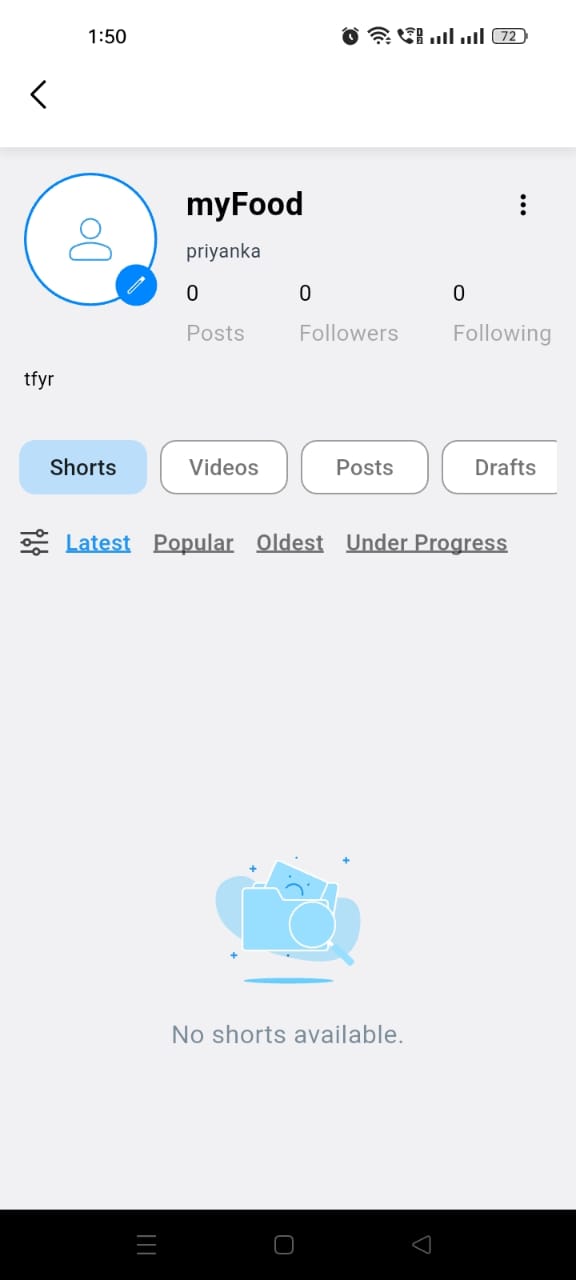 1:50 72
myFood
priyanka
0 0 0
Posts Followers Following
tfyr
Shorts Videos Posts Drafts
Latest Popular Oldest Under Progress
No shorts available.